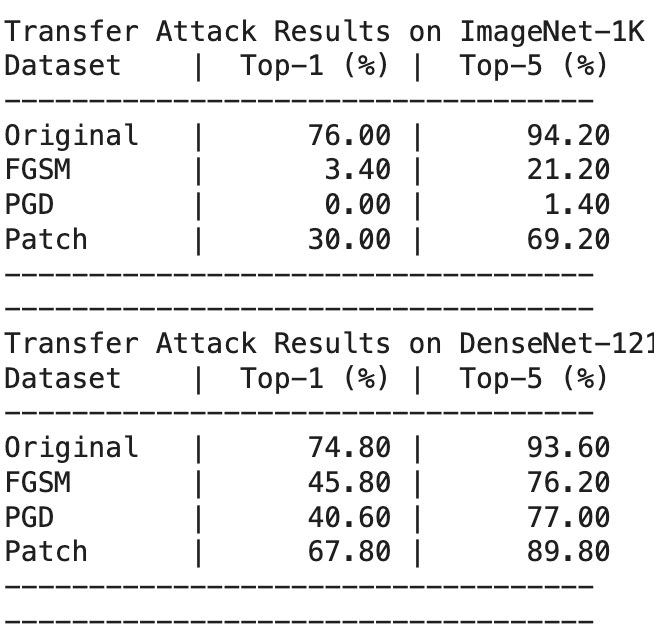 Transfer Attack Results on ImageNet-1K
Dataset | Top-1 (%) | Top-5 (%)
-----------------------------------
Original | 76.00 | 94.20
FGSM | 3.40 | 21.20
PGD | 0.00 | 1.40
Patch | 30.00 | 69.20
-----------------------------------
-----------------------------------
Transfer Attack Results on DenseNet-121
Dataset | Top-1 (%) | Top-5 (%)
-----------------------------------
Original | 74.80 | 93.60
FGSM | 45.80 | 76.20
PGD | 40.60 | 77.00
Patch | 67.80 | 89.80
-----------------------------------
-----------------------------------